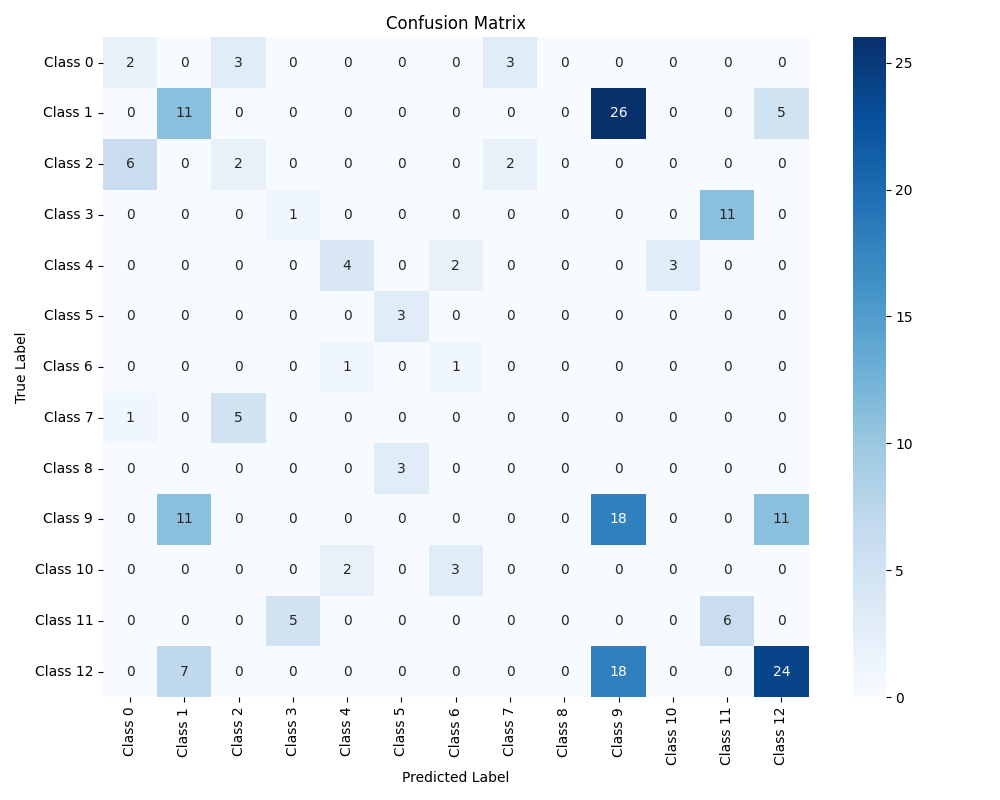 Confusion Matrix
Class 0 2 0 3 0 0 0 0 3 0 0 0 0 0
Class 1 0 11 0 0 0 0 0 0 0 26 0 0 5
Class 2 6 0 2 0 0 0 0 2 0 0 0 0 0
Class 3 0 0 0 1 0 0 0 0 0 0 0 11 0
Class 4 0 0 0 0 4 0 2 0 0 0 3 0 0
Class 5 0 0 0 0 0 3 0 0 0 0 0 0 0
Class 6 0 0 0 0 1 0 1 0 0 0 0 0 0
Class 7 1 0 5 0 0 0 0 0 0 0 0 0 0
Class 8 0 0 0 0 0 3 0 0 0 0 0 0 0
Class 9 0 11 0 0 0 0 0 0 0 18 0 0 11
Class 10 0 0 0 0 2 0 3 0 0 0 0 0 0
Class 11 0 0 0 5 0 0 0 0 0 0 0 6 0
Class 12 0 7 0 0 0 0 0 0 0 18 0 0 24
True Label
Class 0 Class 1 Class 2 Class 3 Class 4 Class 5 Class 6 Class 7 Class 8 Class 9 Class 10 Class 11 Class 12
Predicted Label
25
20
15
10
5
0